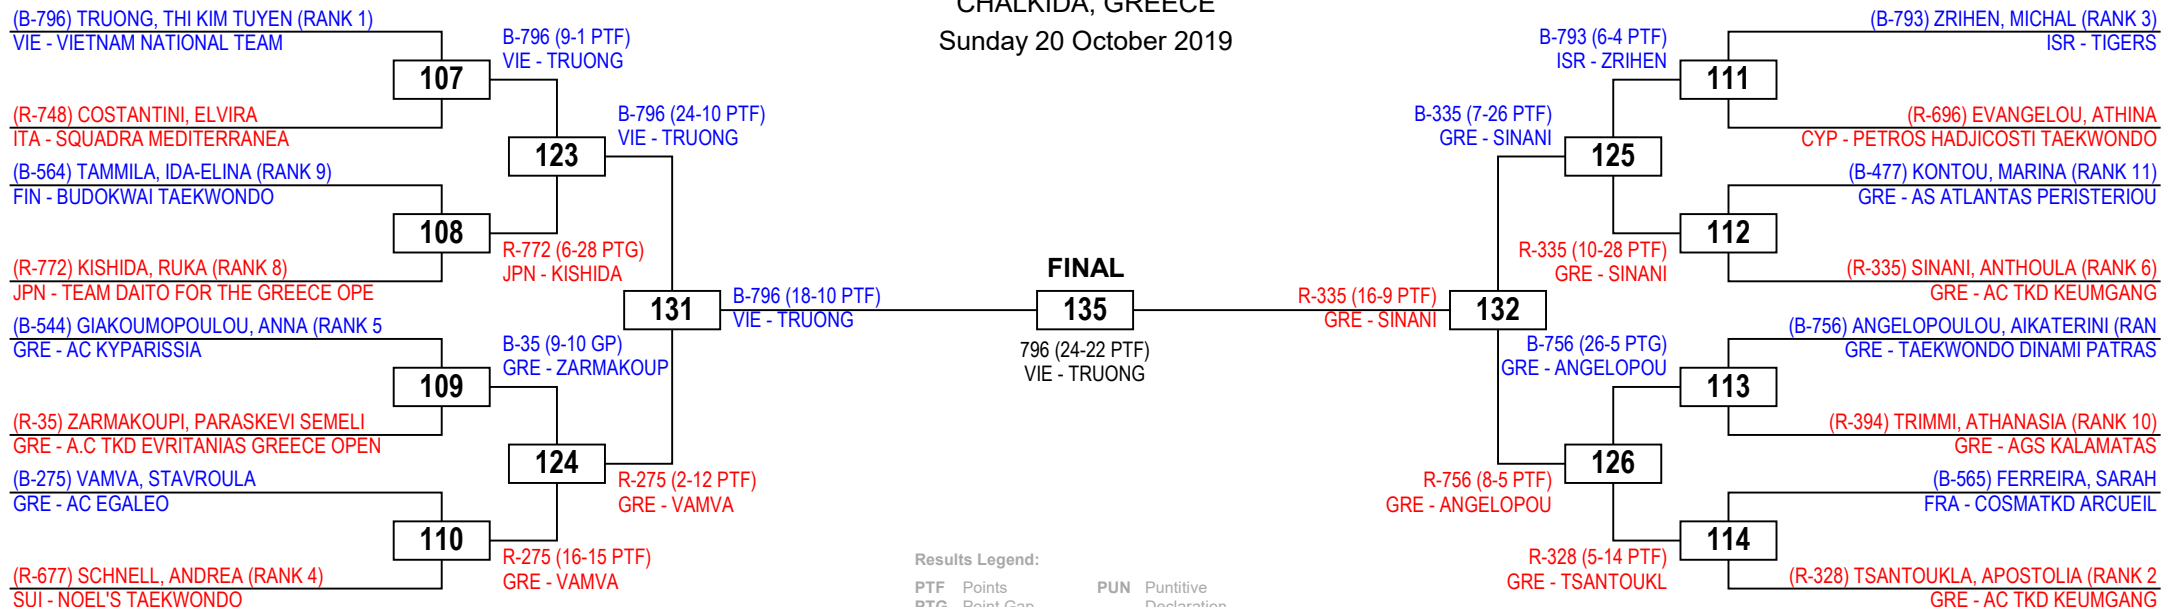 CHALKIDA, GREECE
Sunday 20 October 2019
(B-796) TRUONG, THI KIM TUYEN (RANK 1)
VIE - VIETNAM NATIONAL TEAM
107
(R-748) COSTANTINI, ELVIRA
ITA - SQUADRA MEDITERRANEA
(B-564) TAMMILA, IDA-ELINA (RANK 9)
FIN - BUDOKWAI TAEKWONDO
108
(R-772) KISHIDA, RUKA (RANK 8)
JPN - TEAM DAITO FOR THE GREECE OPE
(B-544) GIAKOUMOPOULOU, ANNA (RANK 5
GRE - AC KYPARISSIA
109
(R-35) ZARMAKOUPI, PARASKEVI SEMELI
GRE - A.C TKD EVRITANIAS GREECE OPEN
(B-275) VAMVA, STAVROULA
GRE - AC EGALEO
110
(R-677) SCHNELL, ANDREA (RANK 4)
SUI - NOEL'S TAEKWONDO
B-796 (9-1 PTF)
VIE - TRUONG
123
R-772 (6-28 PTG)
JPN - KISHIDA
B-35 (9-10 GP)
GRE - ZARMAKOUP
124
R-275 (16-15 PTF)
GRE - VAMVA
B-796 (24-10 PTF)
VIE - TRUONG
131
R-275 (2-12 PTF)
GRE - VAMVA
B-796 (18-10 PTF)
VIE - TRUONG
FINAL
135
796 (24-22 PTF)
VIE - TRUONG
R-335 (16-9 PTF)
GRE - SINANI
B-335 (7-26 PTF)
GRE - SINANI
132
R-756 (8-5 PTF)
GRE - ANGELOPOU
B-793 (6-4 PTF)
ISR - ZRIHEN
125
R-335 (10-28 PTF)
GRE - SINANI
B-756 (26-5 PTG)
GRE - ANGELOPOU
126
R-328 (5-14 PTF)
GRE - TSANTOUKL
(B-793) ZRIHEN, MICHAL (RANK 3)
ISR - TIGERS
111
(R-696) EVANGELOU, ATHINA
CYP - PETROS HADJICOSTI TAEKWONDO
(B-477) KONTOU, MARINA (RANK 11)
GRE - AS ATLANTAS PERISTERIOU
112
(R-335) SINANI, ANTHOULA (RANK 6)
GRE - AC TKD KEUMGANG
(B-756) ANGELOPOULOU, AIKATERINI (RAN
GRE - TAEKWONDO DINAMI PATRAS
113
(R-394) TRIMMI, ATHANASIA (RANK 10)
GRE - AGS KALAMATAS
(B-565) FERREIRA, SARAH
FRA - COSMATKD ARCUEIL
114
(R-328) TSANTOUKLA, APOSTOLIA (RANK 2
GRE - AC TKD KEUMGANG
Results Legend:
PTF Points PUN Puntitive
PTG Point Gap Declaration